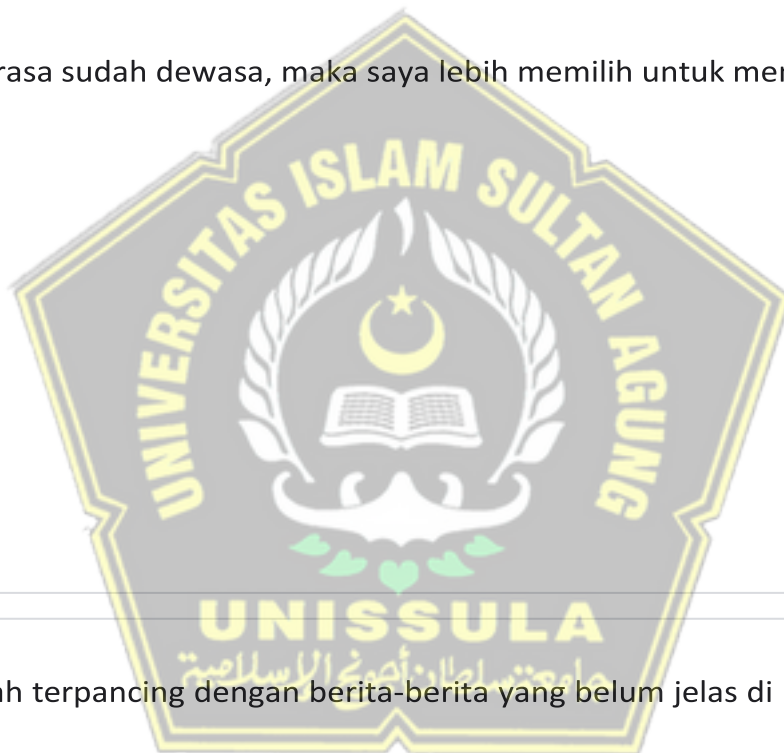 rasa sudah dewasa, maka saya lebih memilih untuk mer
UNIVERSITAS ISLAM SULTAN AGUNG
UNISSULA
جامعة سلطان أجونج الإسلامية
ah terpancing dengan berita-berita yang belum jelas di